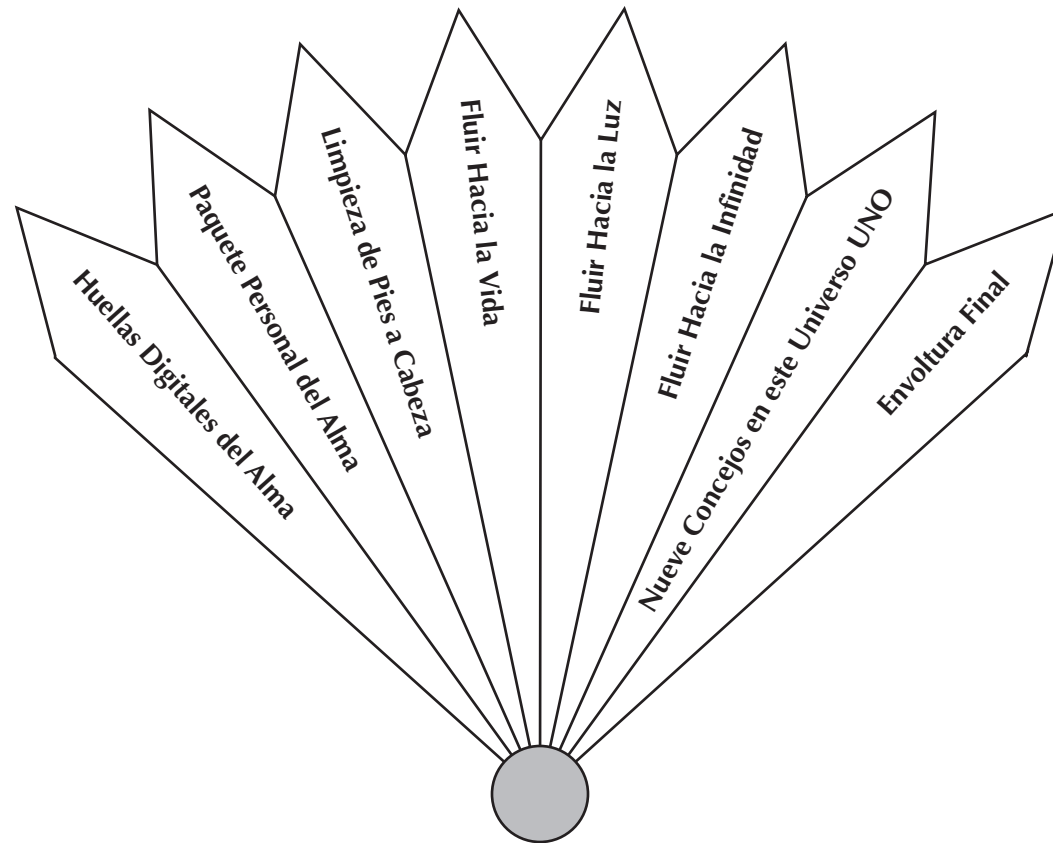 Huellas Digitales del Alma
Paquete Personal del Alma
Limpieza de Pies a Cabeza
Fluir Hacia la Vida
Fluir Hacia la Luz
Fluir Hacia la Infinidad
Nueve Concejos en este Universo UNO
Envoltura Final